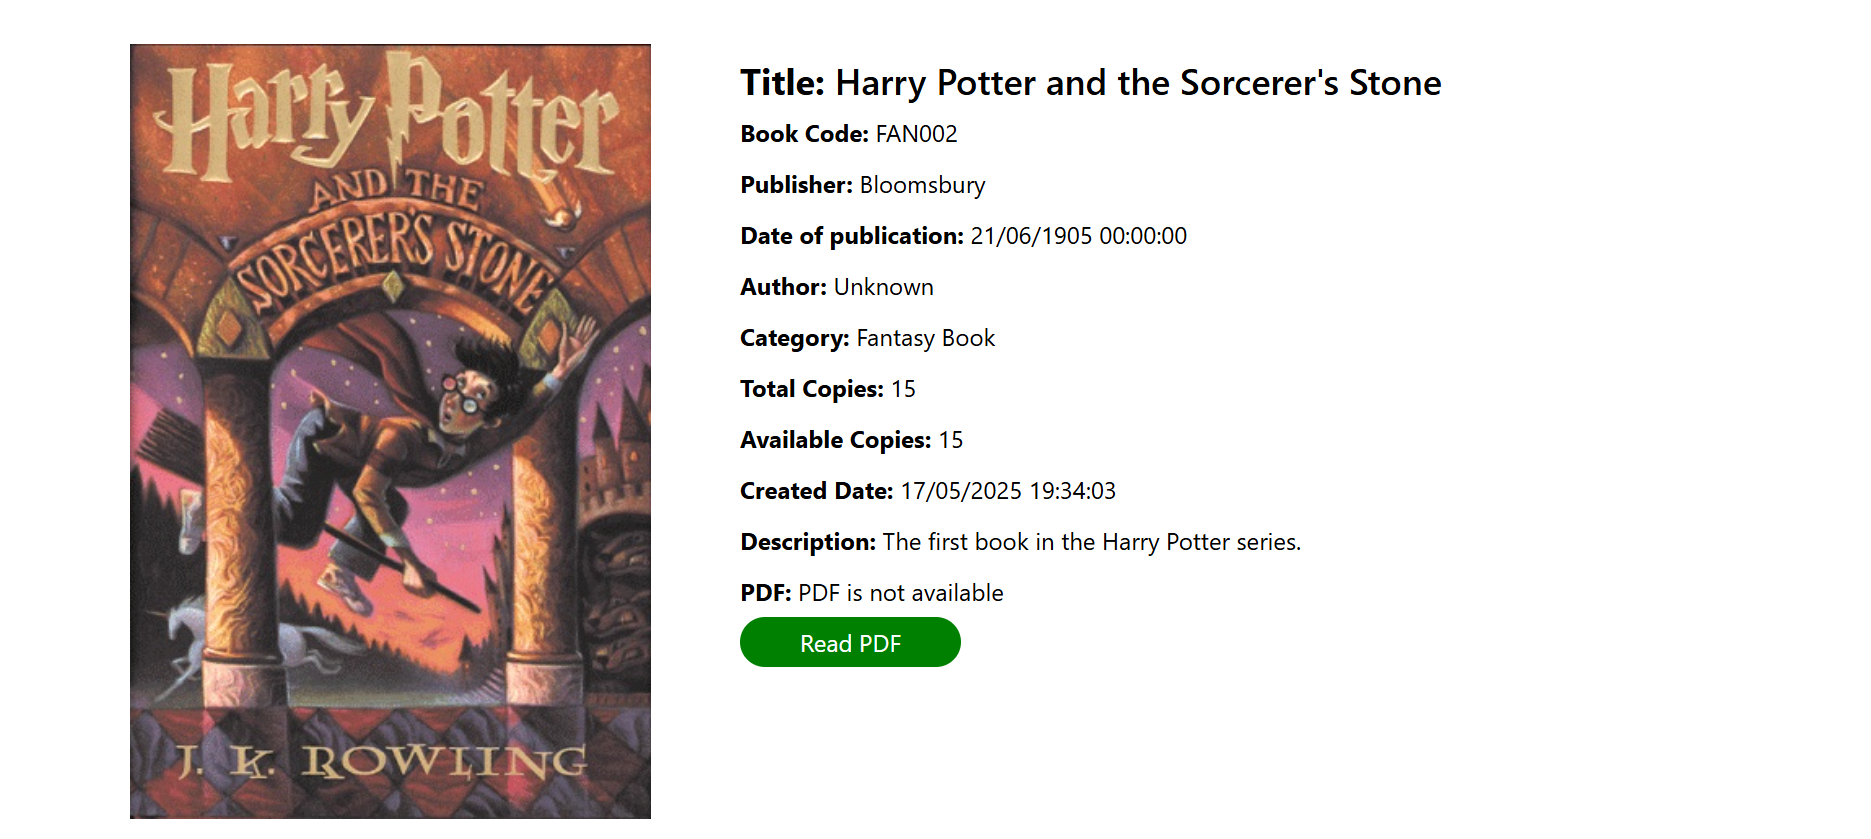 Harry Potter
AND THE
SORCERER'S STONE
J. K. ROWLING
Title: Harry Potter and the Sorcerer's Stone
Book Code: FAN002
Publisher: Bloomsbury
Date of publication: 21/06/1905 00:00:00
Author: Unknown
Category: Fantasy Book
Total Copies: 15
Available Copies: 15
Created Date: 17/05/2025 19:34:03
Description: The first book in the Harry Potter series.
PDF: PDF is not available
Read PDF